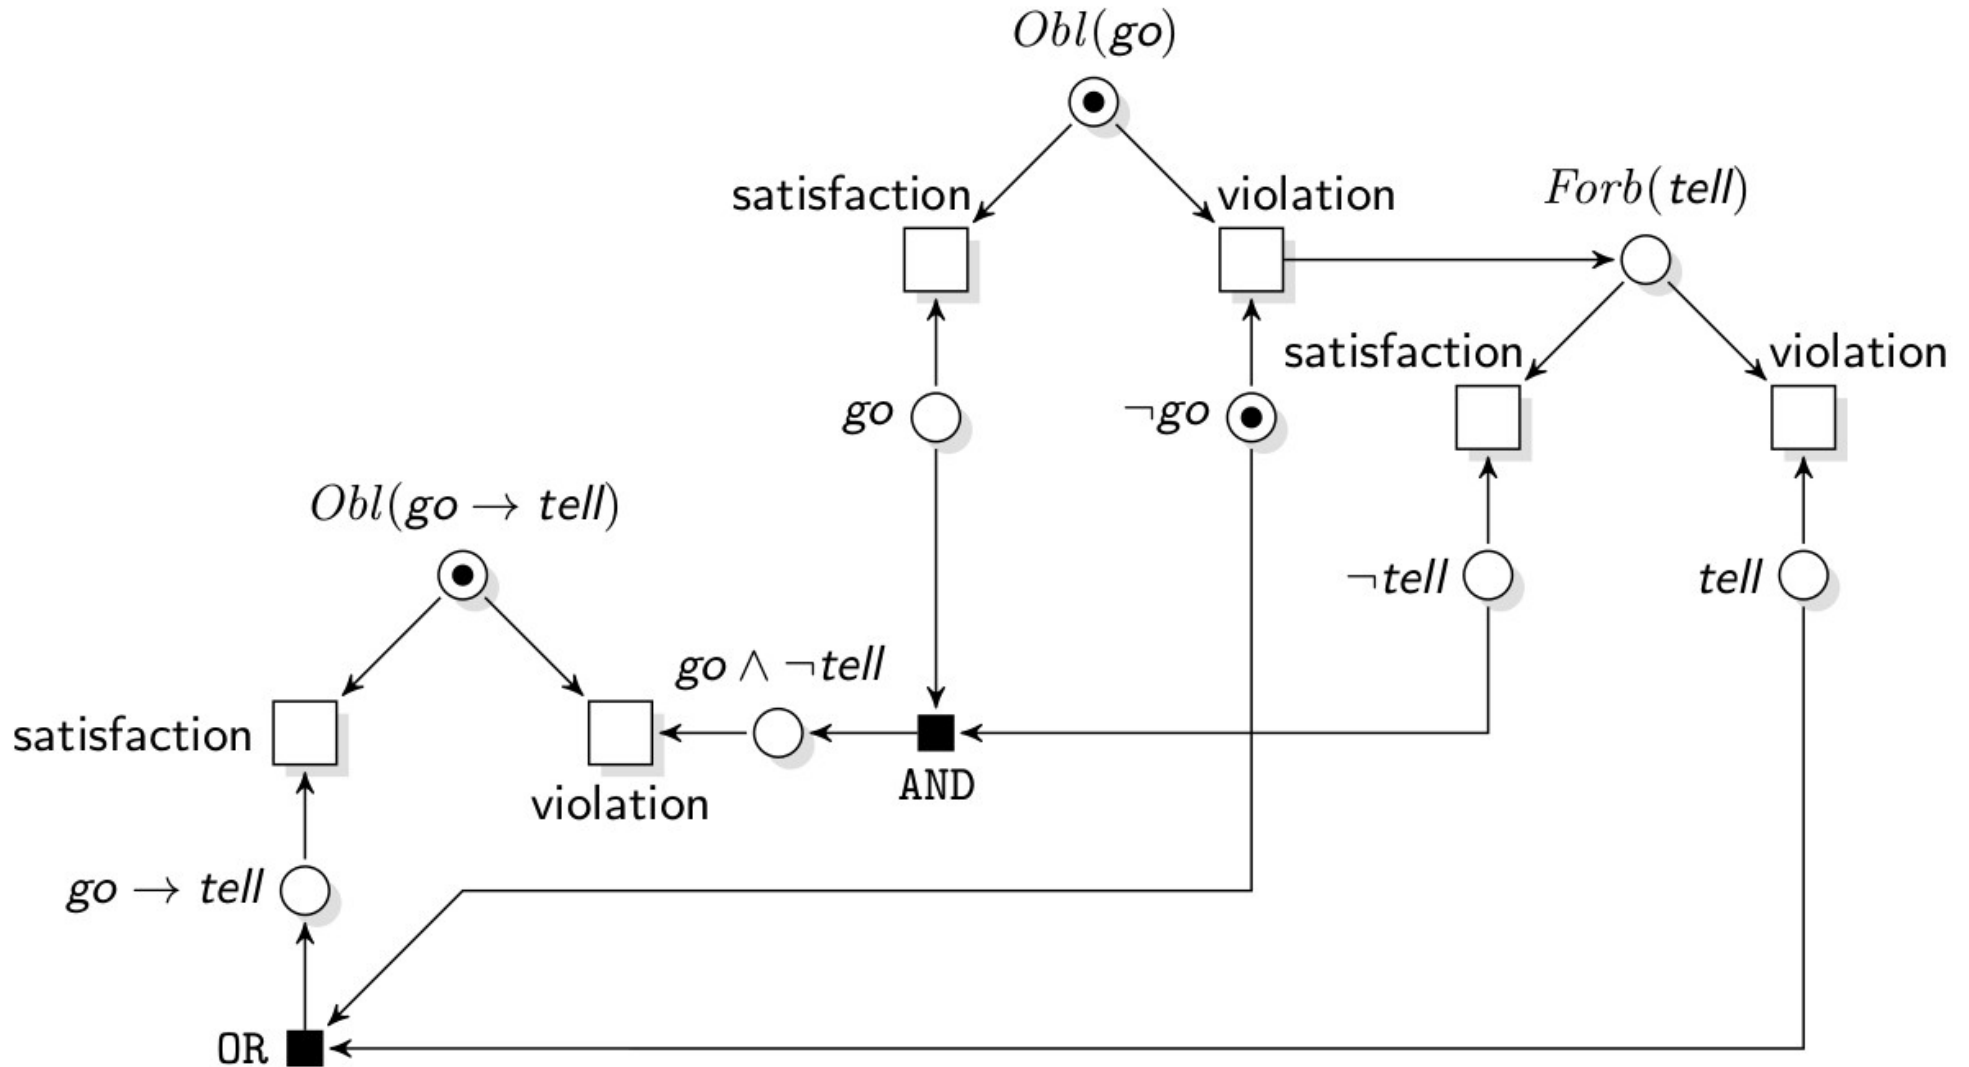 Obl(go)
satisfaction
violation
Forb(tell)
satisfaction
violation
go
¬go
Obl(go → tell)
¬tell
tell
go ∧ ¬tell
satisfaction
AND
violation
go → tell
OR